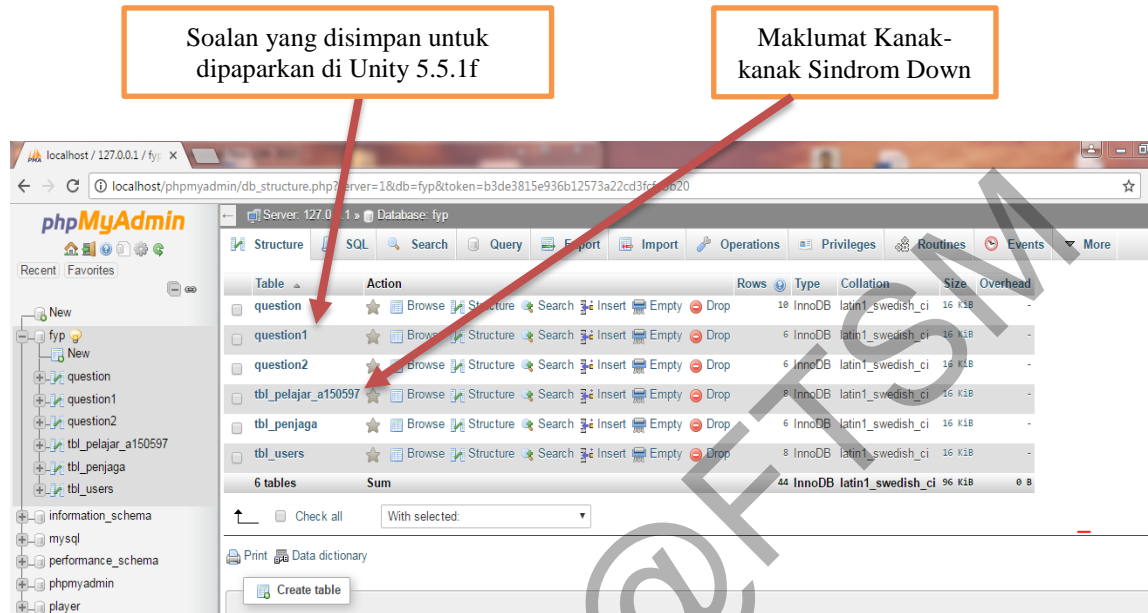 Soalan yang disimpan untuk
dipaparkan di Unity 5.5.1f
Maklumat Kanak-
kanak Sindrom Down
localhost / 127.0.0.1 / fyp
localhost/phpmyadmin/db_structure.php?server=1&db=fyp&token=
phpMyAdmin
Recent Favorites
New
fyp
New
question
question1
question2
tbl_pelajar_a150597
tbl_penjaga
tbl_users
information_schema
mysql
performance_schema
phpmyadmin
player
Server: 127.0.0.1 » Database: fyp
Structure SQL Search Query Export Import Operations Privileges Routines Events More
Table Action Rows Type Collation Size Overhead
question Browse Structure Search Insert Empty Drop 10 InnoDB latin1_swedish_ci 16 KiB -
question1 Browse Structure Search Insert Empty Drop 6 InnoDB latin1_swedish_ci 16 KiB -
question2 Browse Structure Search Insert Empty Drop 6 InnoDB latin1_swedish_ci 16 KiB -
tbl_pelajar_a150597 Browse Structure Search Insert Empty Drop 8 InnoDB latin1_swedish_ci 16 KiB -
tbl_penjaga Browse Structure Search Insert Empty Drop 6 InnoDB latin1_swedish_ci 16 KiB -
tbl_users Browse Structure Search Insert Empty Drop 8 InnoDB latin1_swedish_ci 16 KiB -
6 tables Sum 44 InnoDB latin1_swedish_ci 96 KiB 0 B
Check all With selected:
Print Data dictionary
Create table
@FTSM